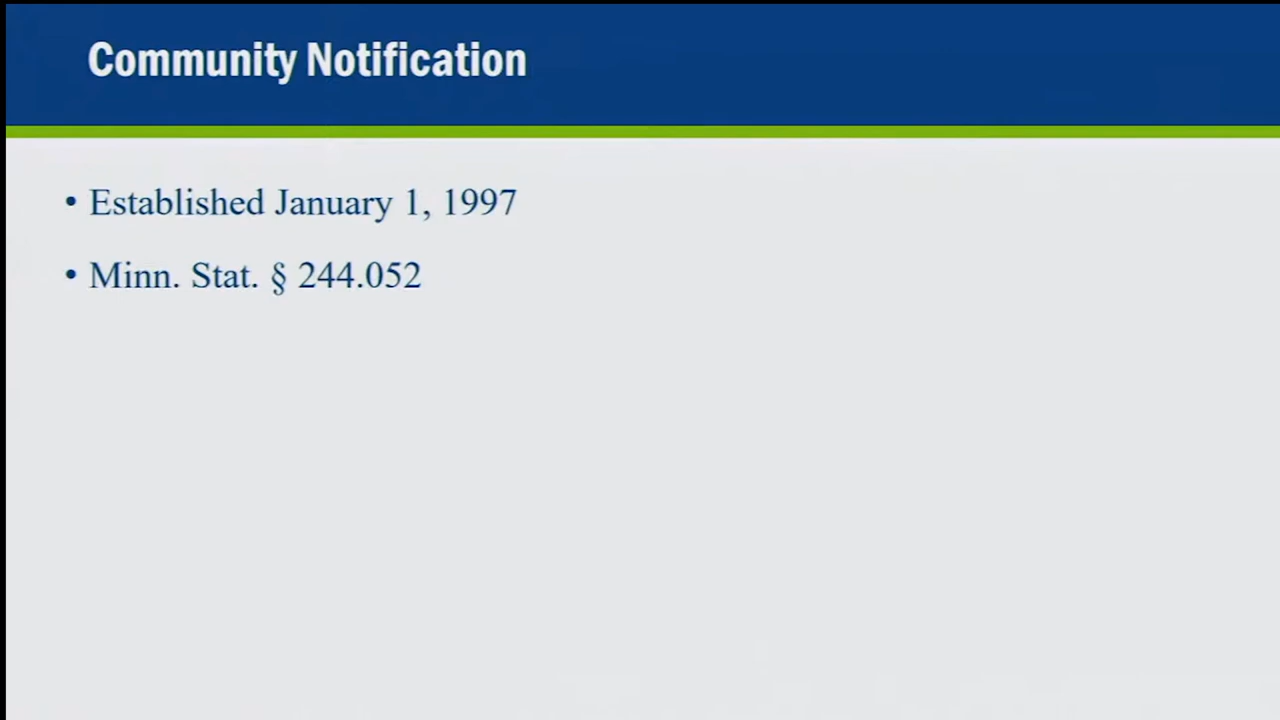 Community Notification
• Established January 1, 1997
• Minn. Stat. § 244.052